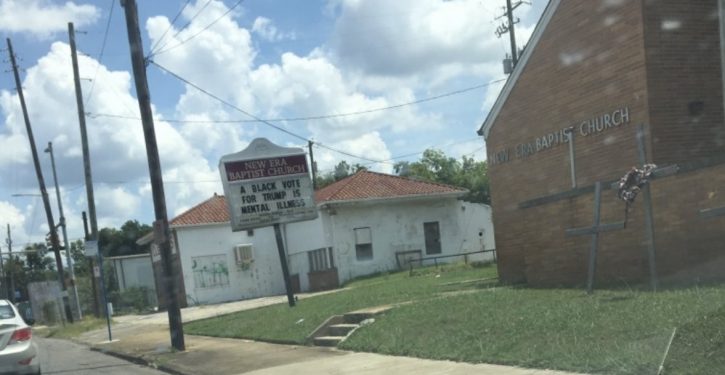 NEW ERA
BAPTIST CHURCH
A BLACK VOTE
FOR TRUMP IS
MENTAL ILLNESS
NEW ERA BAPTIST CHURCH